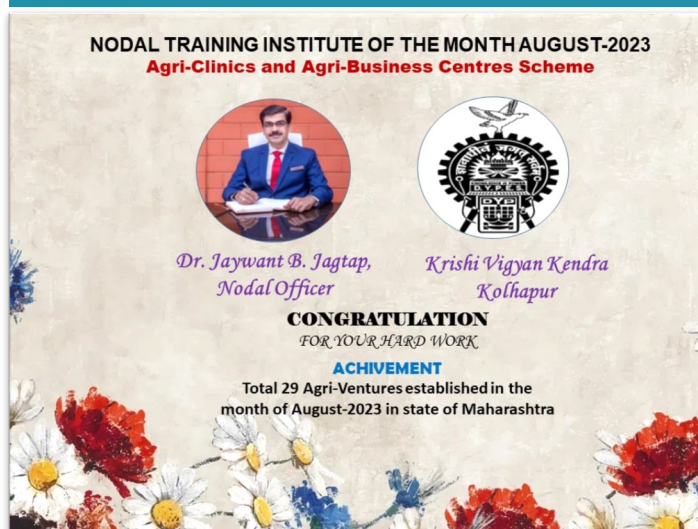 NODAL TRAINING INSTITUTE OF THE MONTH AUGUST-2023
Agri-Clinics and Agri-Business Centres Scheme
D.Y.P.E.S.
DYP
Dr. Jaywant B. Jagtap,
Nodal Officer
Krishi Vigyan Kendra
Kolhapur
CONGRATULATION
FOR YOUR HARD WORK
ACHIVEMENT
Total 29 Agri-Ventures established in the
month of August-2023 in state of Maharashtra